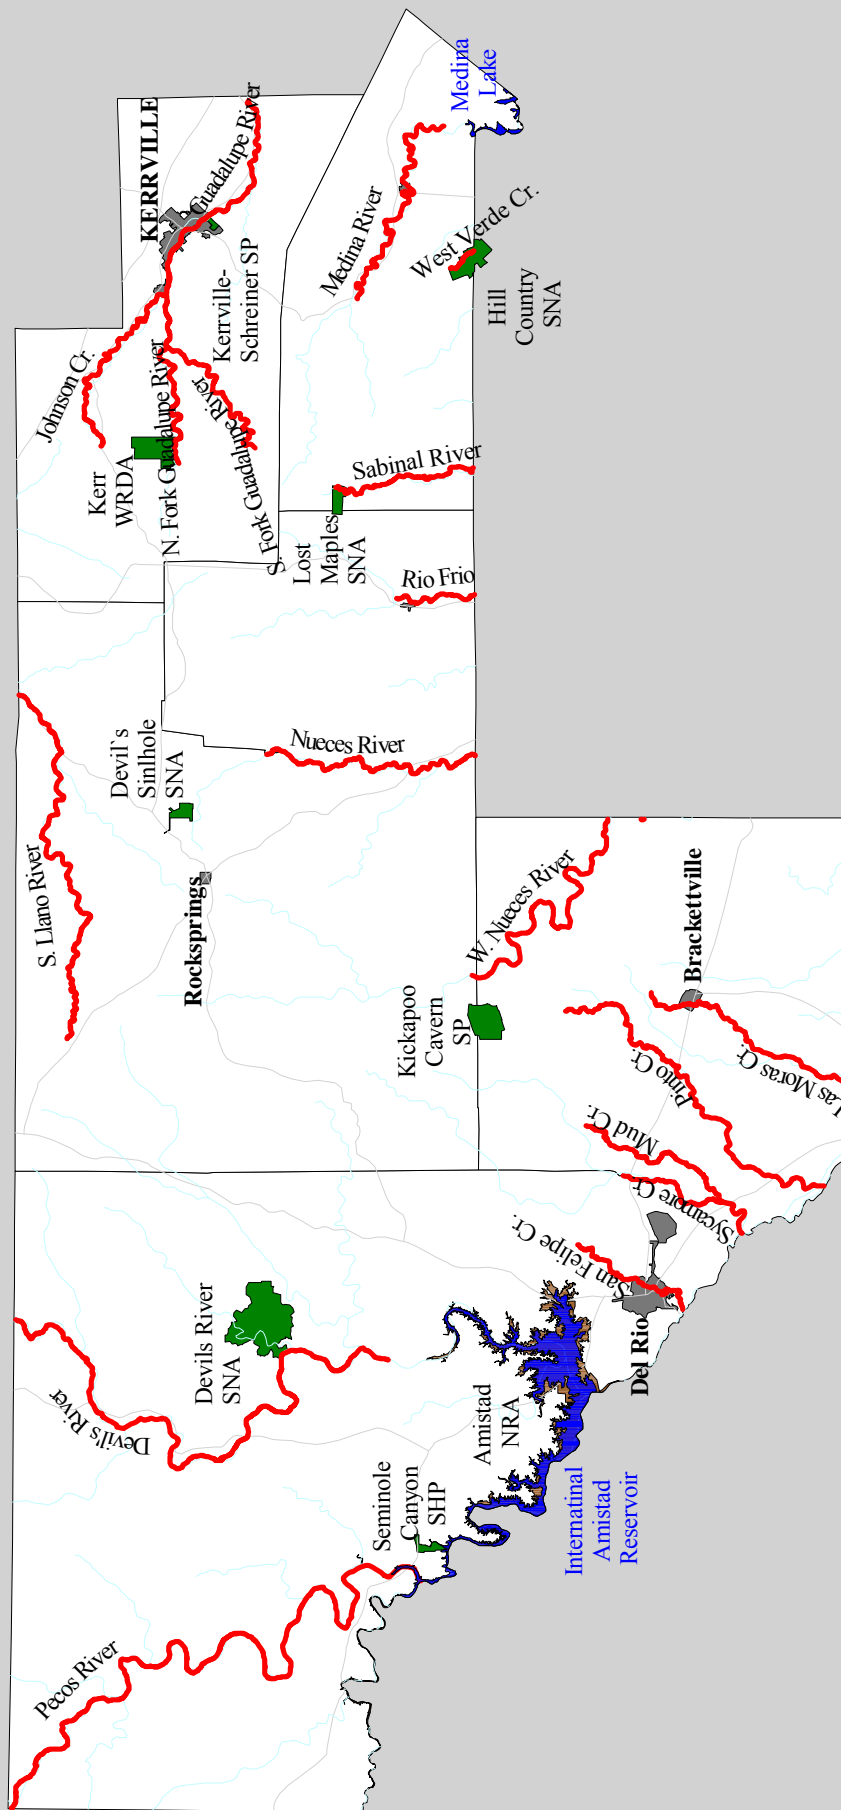 Pecos River
Devil's River
Devils River
SNA
Seminole
Canyon
SHP
Amistad
NRA
Internatinal
Amistad
Reservoir
Del Rio
San Felipe Cr.
Sycamore Cr.
Mud Cr.
Pinto Cr.
Las Moras Cr.
Brackettville
Kickapoo
Cavern
SP
W. Nueces River
S. Llano River
Rocksprings
Devil`s
Sinlhole
SNA
Nueces River
Rio Frio
Lost
Maples
SNA
Sabinal River
Kerr
WRDA
Johnson Cr.
N. Fork Guadalupe River
S. Fork Guadalupe River
Kerrville-
Schreiner SP
KERRVILLE
Guadalupe River
Medina River
West Verde Cr.
Hill
Country
SNA
Medina
Lake